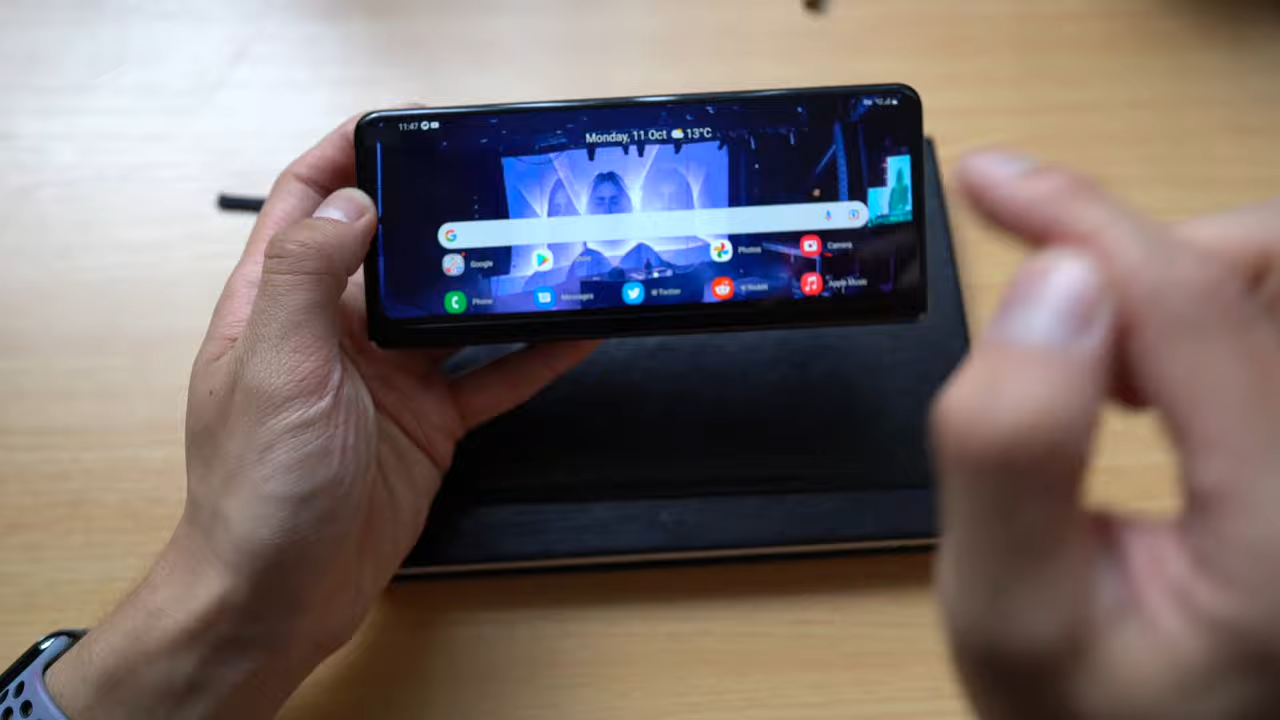 11:47
Monday, 11 Oct 13°C
G
Google
Photos
Camera
Phone
Messages
Twitter
Reddit
Apple Music